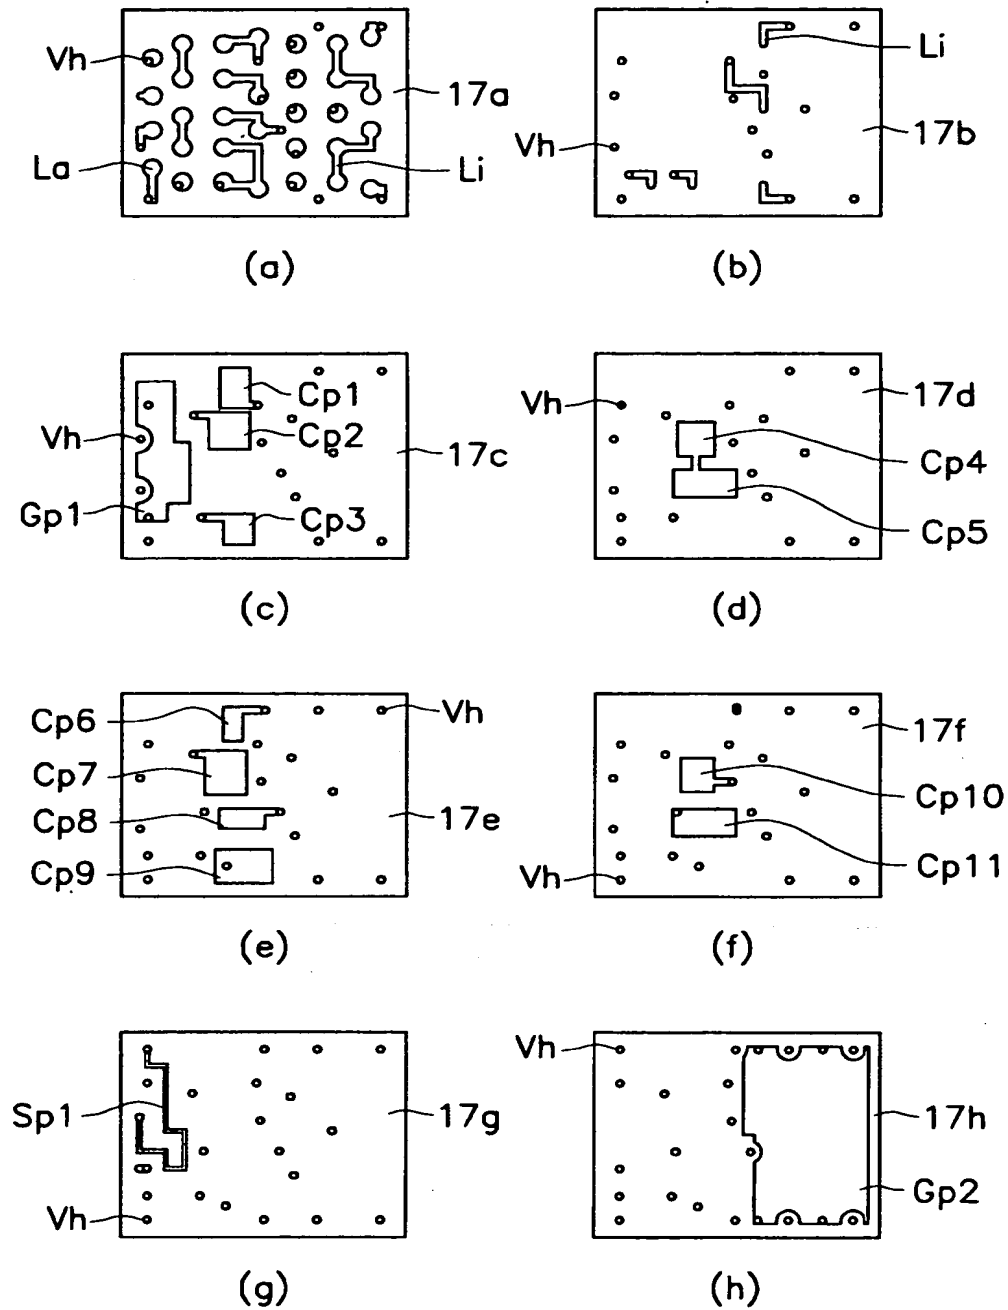 Vh
17a
La
Li
(a)
Li
17b
Vh
(b)
Cp1
Vh
Cp2
17c
Gp1
Cp3
(c)
Vh
17d
Cp4
Cp5
(d)
Cp6
Vh
Cp7
Cp8
17e
Cp9
(e)
17f
Cp10
Cp11
Vh
(f)
Sp1
17g
Vh
(g)
Vh
17h
Gp2
(h)